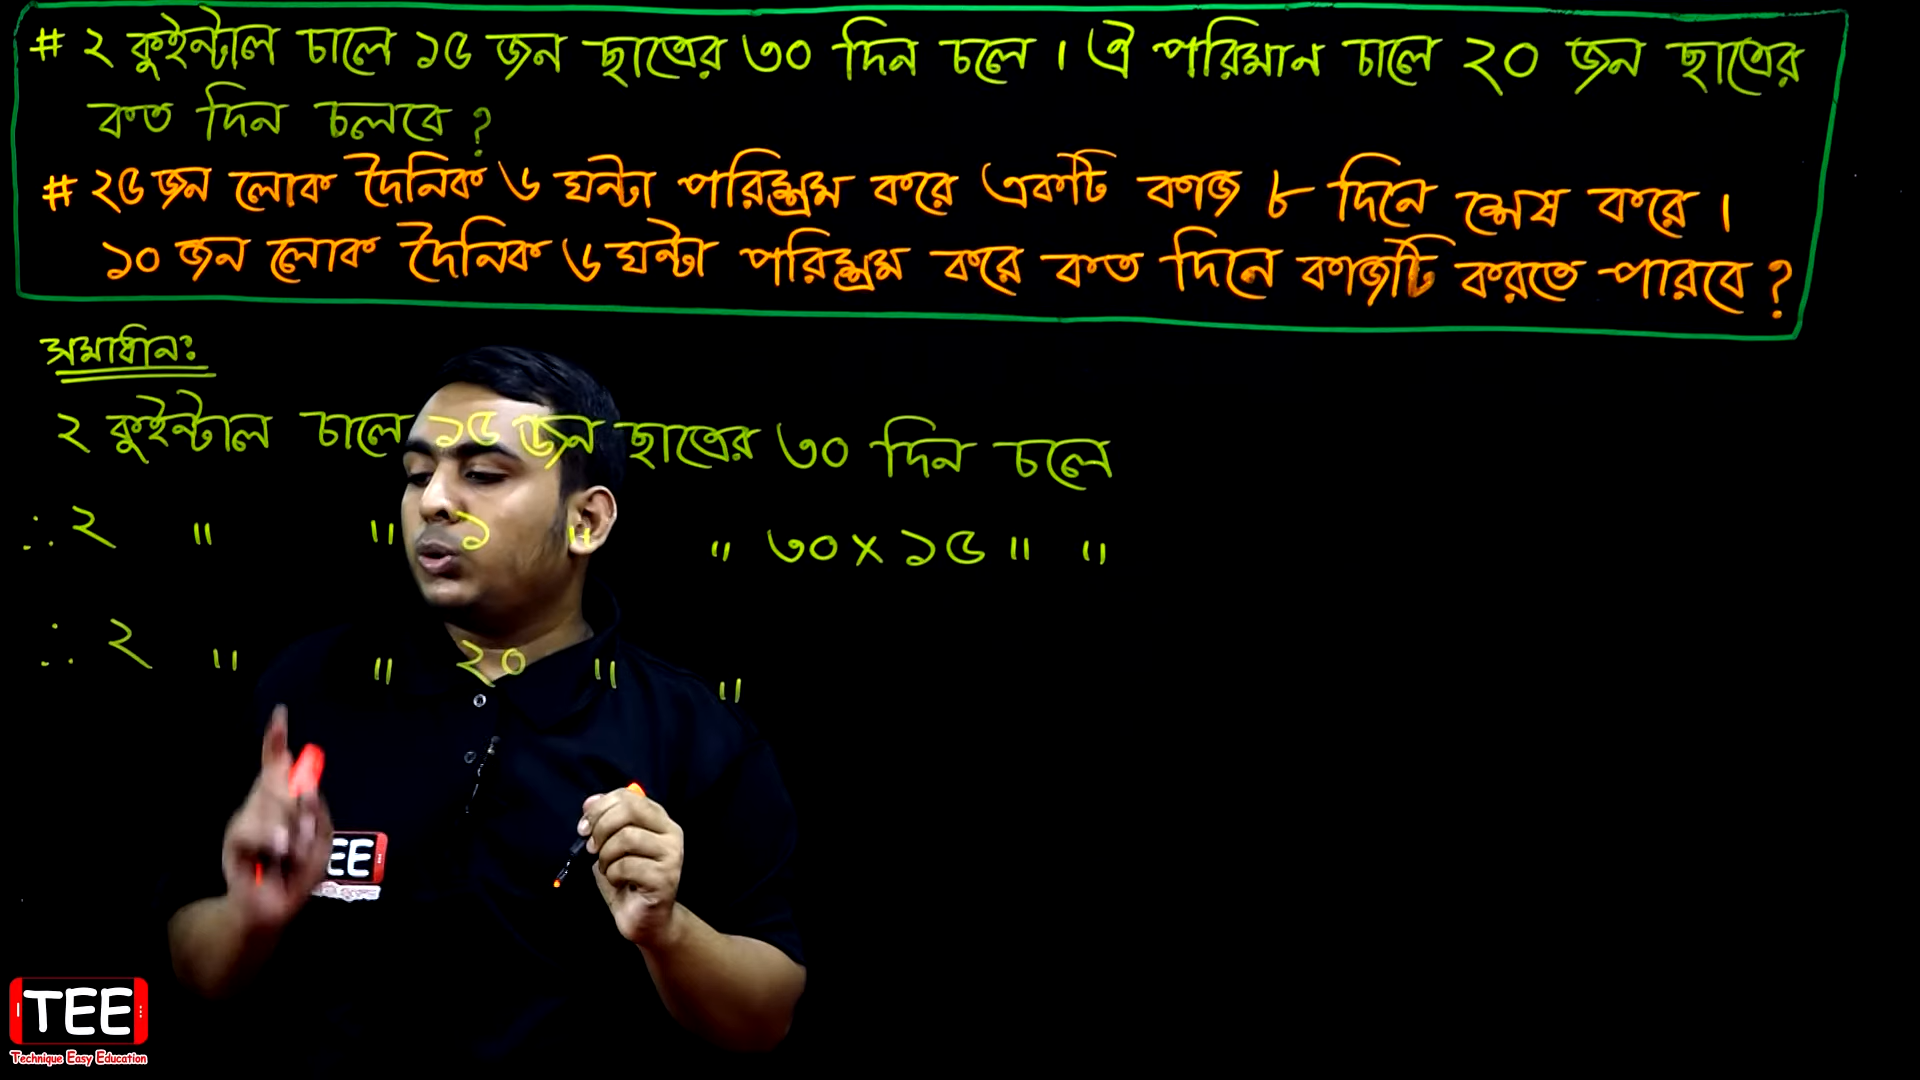 # ২ কুইন্টাল চালে ১৫ জন ছাত্রের ৩০ দিন চলে। ঐ পরিমান চালে ২০ জন ছাত্রের
কত দিন চলবে?
# ২৫ জন লোক দৈনিক ৬ ঘন্টা পরিশ্রম করে একটি কাজ ৮ দিনে শেষ করে।
১০ জন লোক দৈনিক ৬ ঘন্টা পরিশ্রম করে কত দিনে কাজটি করতে পারবে?
সমাধানঃ
২ কুইন্টাল চালে ১৫ জন ছাত্রের ৩০ দিন চলে
∴ ২ " " ১ " " ৩০ x ১৫ " "
∴ ২ " " ২০ " "
EE
TEE
Technique Easy Education